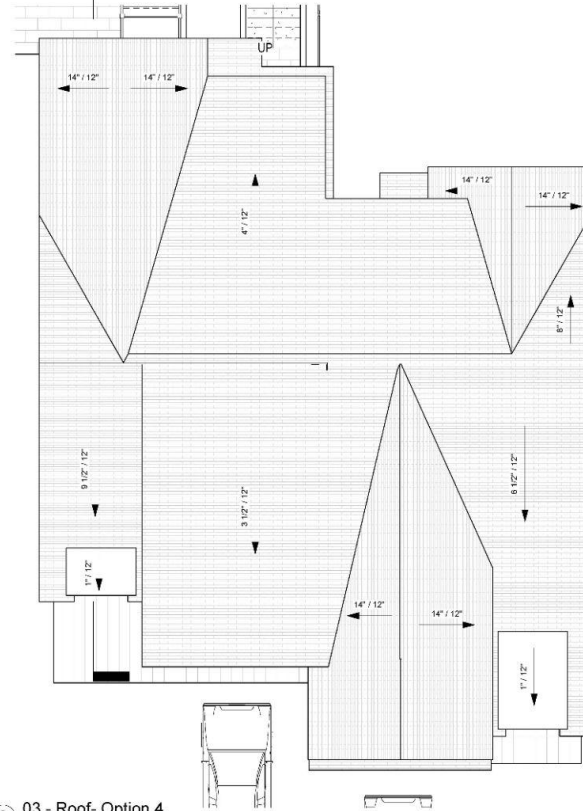 UP
14" / 12"
14" / 12"
14" / 12"
14" / 12"
4" / 12"
8" / 12"
9 1/2" / 12"
3 1/2" / 12"
6 1/2" / 12"
1" / 12"
14" / 12"
14" / 12"
1" / 12"
03 - Roof- Option 4